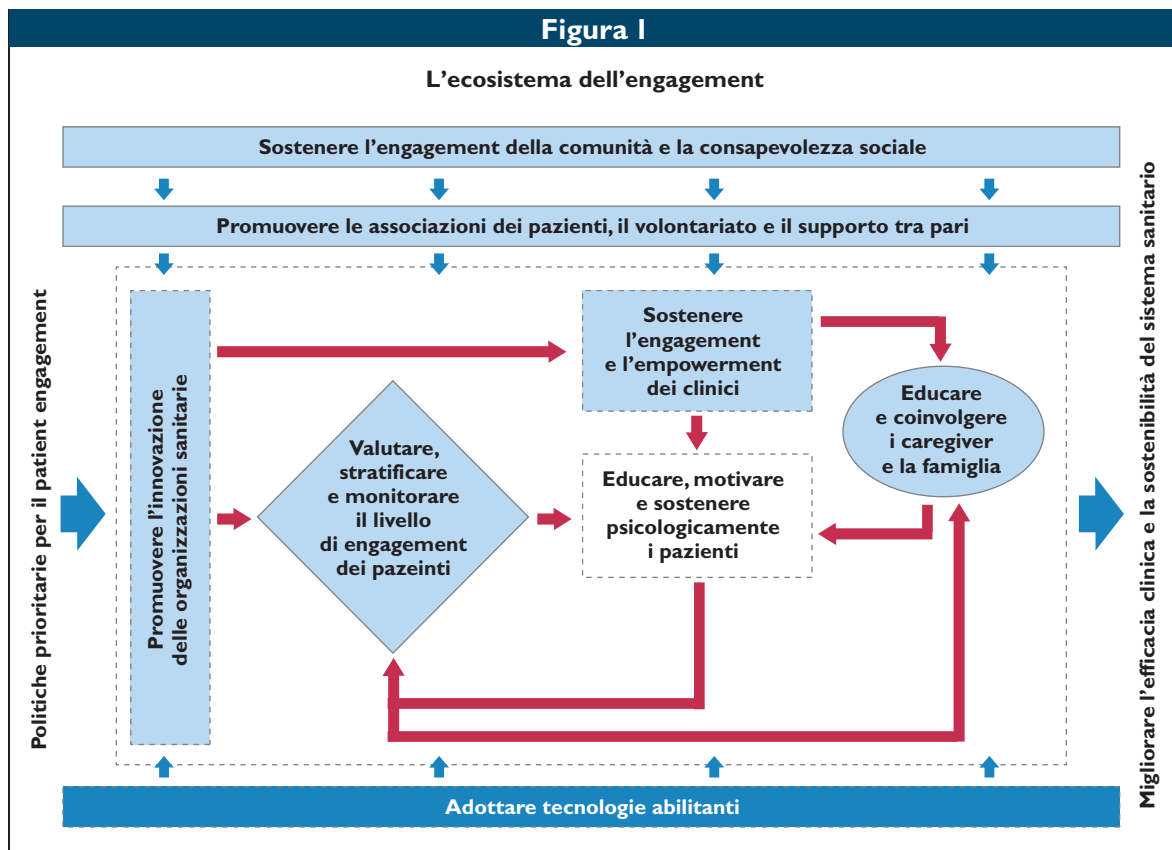 Figura 1
L'ecosistema dell'engagement
Sostenere l'engagement della comunità e la consapevolezza sociale
Promuovere le associazioni dei pazienti, il volontariato e il supporto tra pari
Politiche prioritarie per il patient engagement
Promuovere l'innovazione
delle organizzazioni sanitarie
Valutare,
stratificare
e monitorare
il livello
di engagement
dei pazeinti
Sostenere
l'engagement
e l'empowerment
dei clinici
Educare, motivare
e sostenere
psicologicamente
i pazienti
Educare
e coinvolgere
i caregiver
e la famiglia
Migliorare l'efficacia clinica e la sostenibilità del sistema sanitario
Adottare tecnologie abilitanti